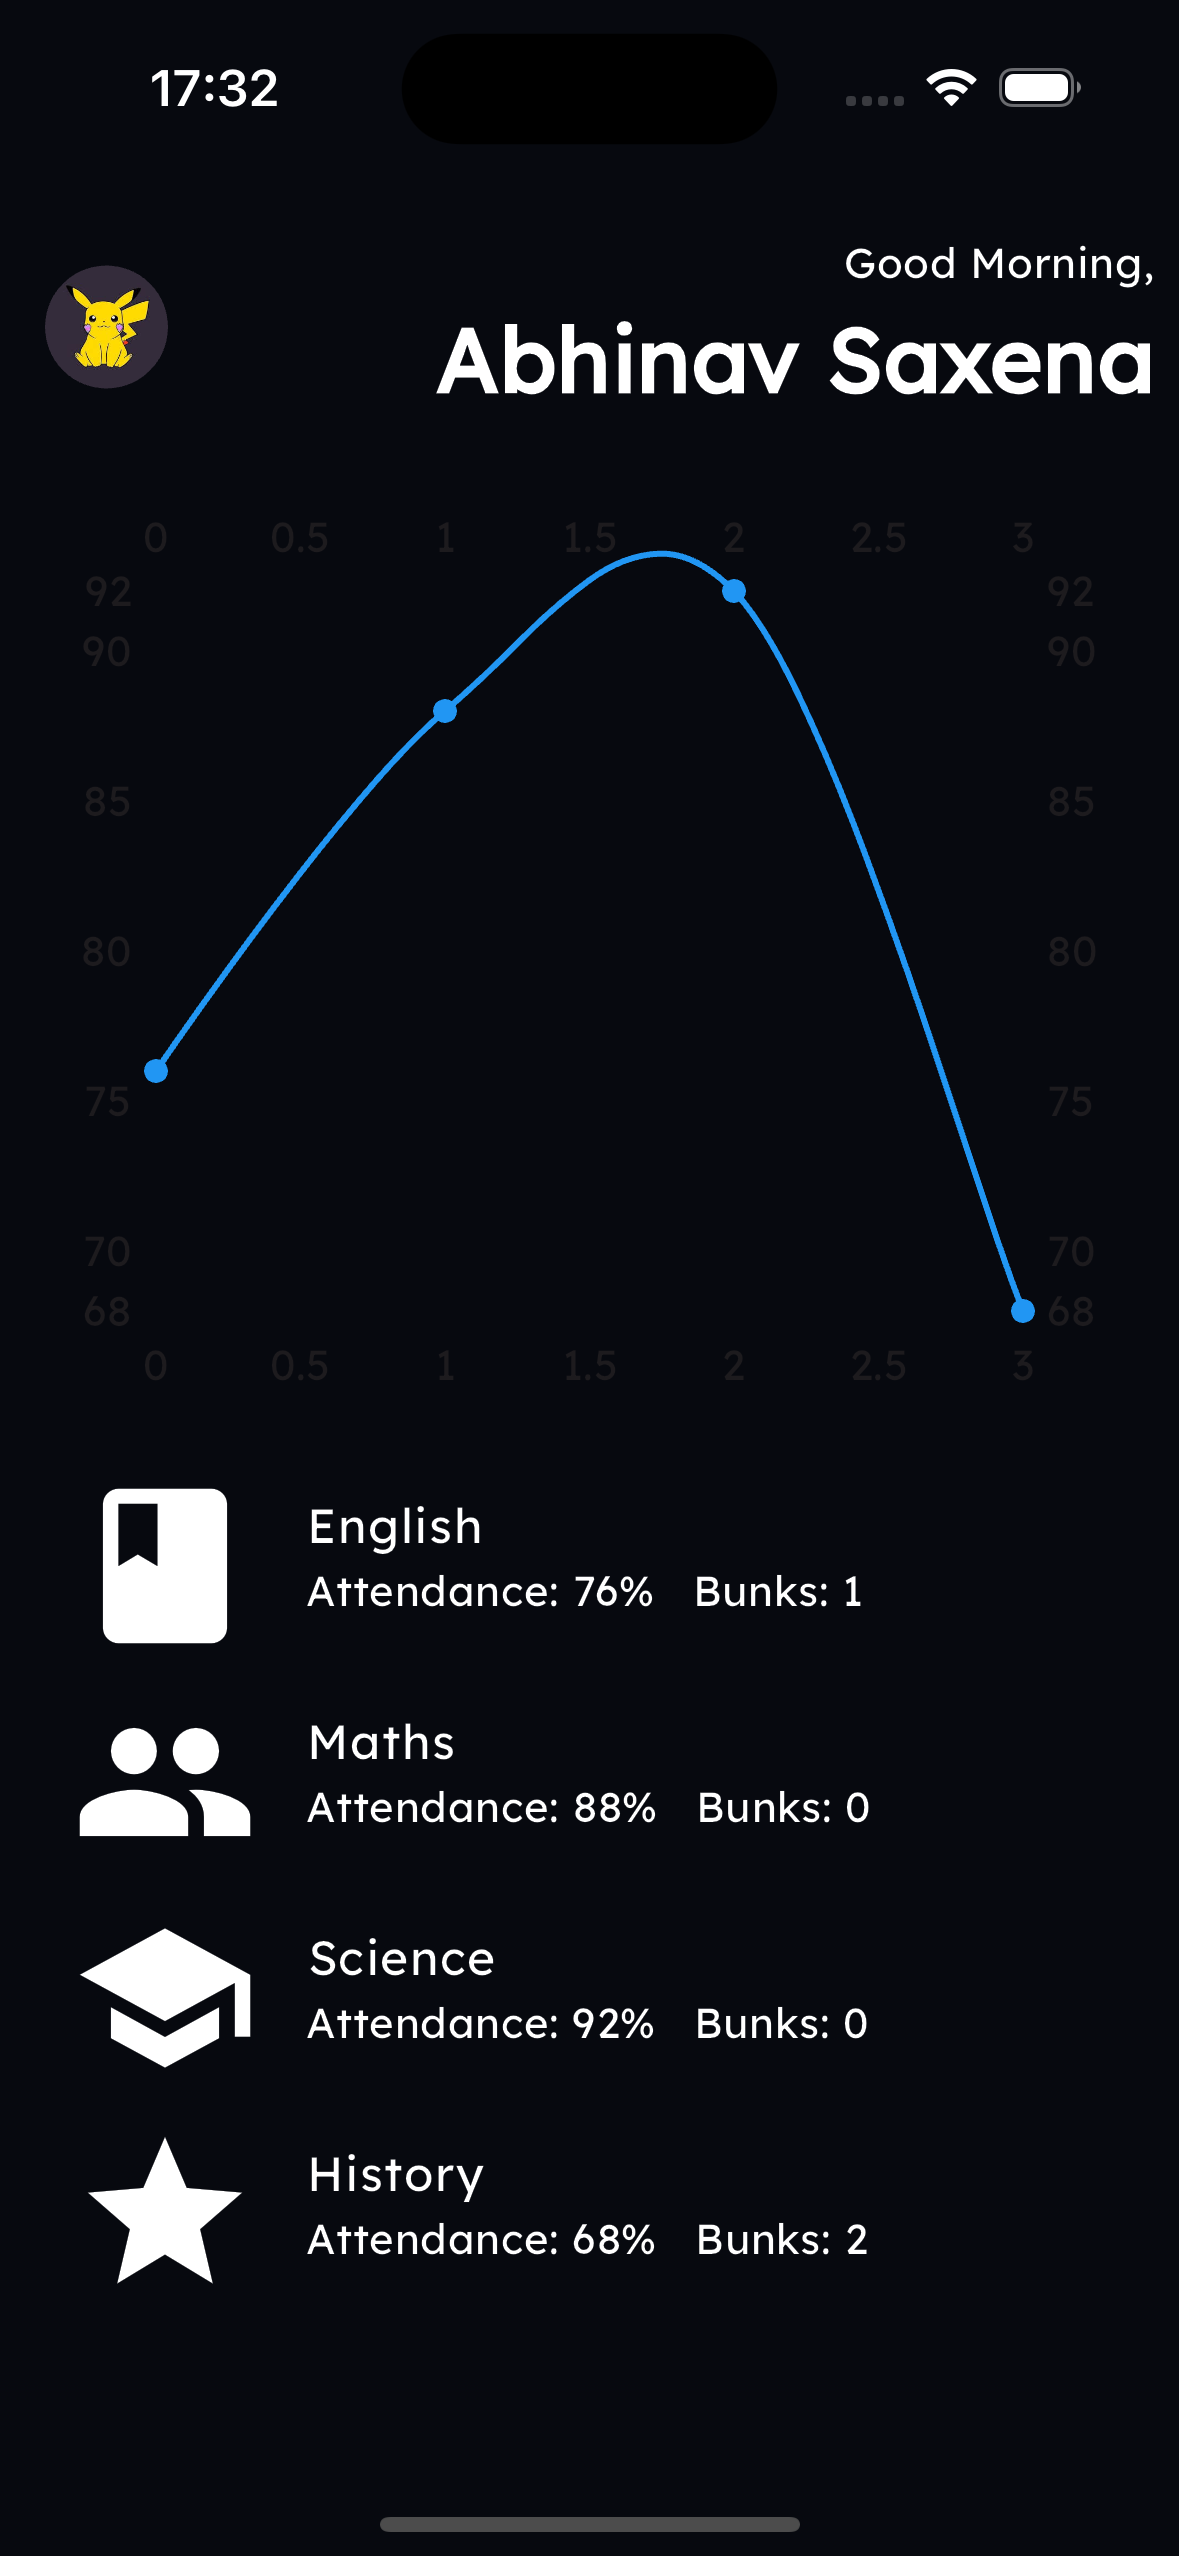 17:32
Good Morning,
Abhinav Saxena
0 0.5 1 1.5 2 2.5 3
92 92
90 90
85 85
80 80
75 75
70 70
68 68
0 0.5 1 1.5 2 2.5 3
English
Attendance: 76% Bunks: 1
Maths
Attendance: 88% Bunks: 0
Science
Attendance: 92% Bunks: 0
History
Attendance: 68% Bunks: 2